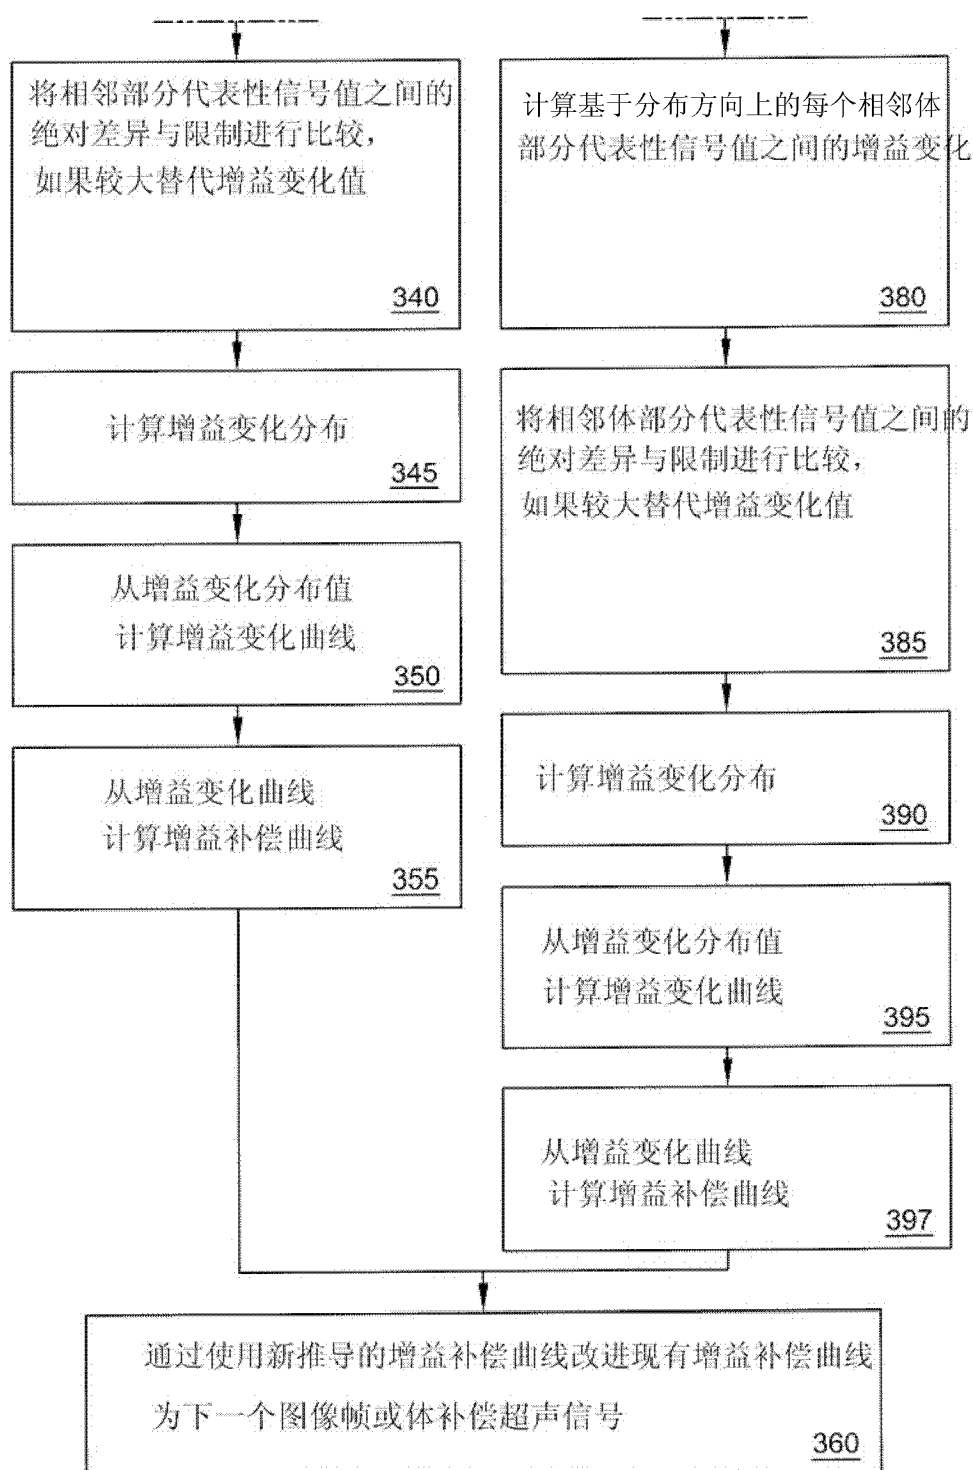 将相邻部分代表性信号值之间的
绝对差异与限制进行比较，
如果较大替代增益变化值
340
计算增益变化分布
345
从增益变化分布值
计算增益变化曲线
350
从增益变化曲线
计算增益补偿曲线
355
计算基于分布方向上的每个相邻体
部分代表性信号值之间的增益变化
380
将相邻体部分代表性信号值之间的
绝对差异与限制进行比较，
如果较大替代增益变化值
385
计算增益变化分布
390
从增益变化分布值
计算增益变化曲线
395
从增益变化曲线
计算增益补偿曲线
397
通过使用新推导的增益补偿曲线改进现有增益补偿曲线
为下一个图像帧或体补偿超声信号
360